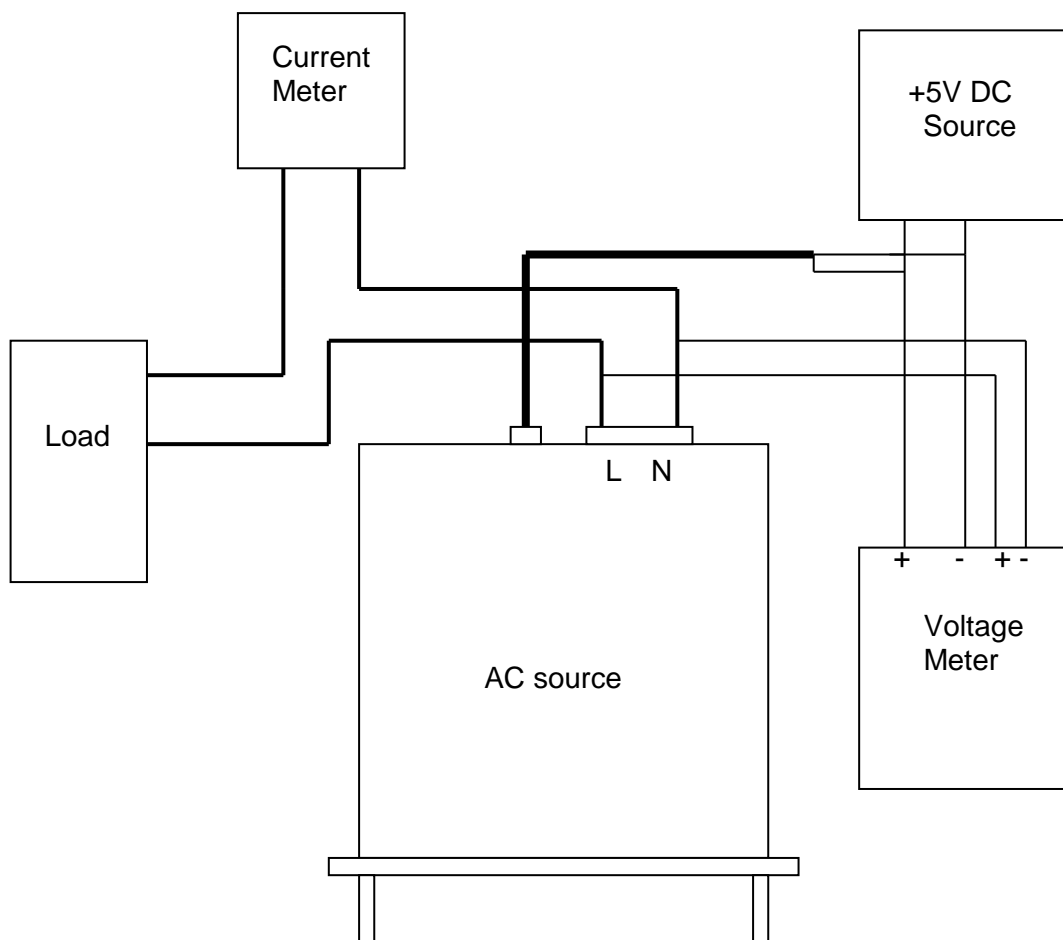 Current
Meter
+5V DC
Source
Load
L N
+ - + -
Voltage
Meter
AC source